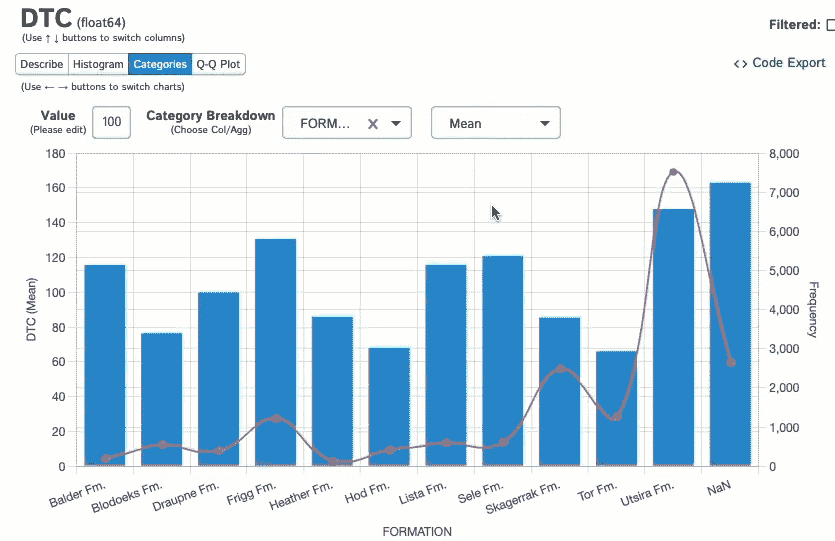 DTC (float64)
(Use ↑ ↓ buttons to switch columns)
Filtered:
Describe Histogram Categories Q-Q Plot
<> Code Export
(Use ← → buttons to switch charts)
Value
(Please edit)
100
Category Breakdown
(Choose Col/Agg)
FORM...
Mean
180
160
140
120
100
80
60
40
20
0
DTC (Mean)
8,000
7,000
6,000
5,000
4,000
3,000
2,000
1,000
0
Frequency
Balder Fm.
Blodoeks Fm.
Draupne Fm.
Frigg Fm.
Heather Fm.
Hod Fm.
Lista Fm.
Sele Fm.
Skagerrak Fm.
Tor Fm.
Utsira Fm.
NaN
FORMATION